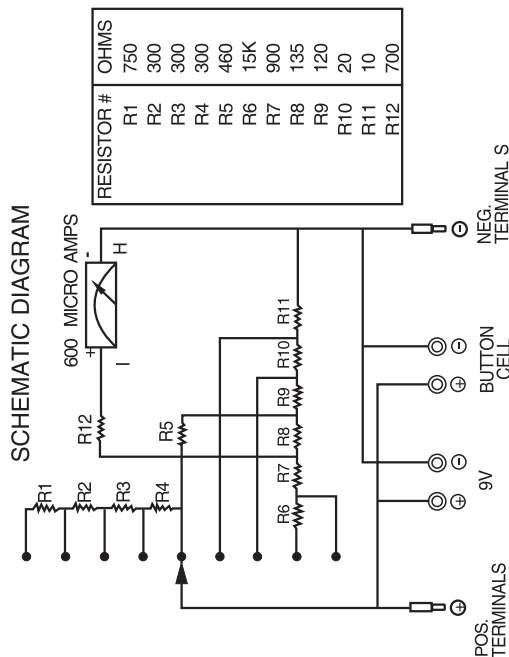 SCHEMATIC DIAGRAM
600 MICRO AMPS
+
-
I
H
R12
R1
R2
R3
R4
R5
R6
R7
R8
R9
R10
R11
POS.
TERMINALS
+
+
-
9V
+
-
BUTTON
CELL
-
NEG.
TERMINAL S
RESISTOR # OHMS
R1 750
R2 300
R3 300
R4 300
R5 460
R6 15K
R7 900
R8 135
R9 120
R10 20
R11 10
R12 700